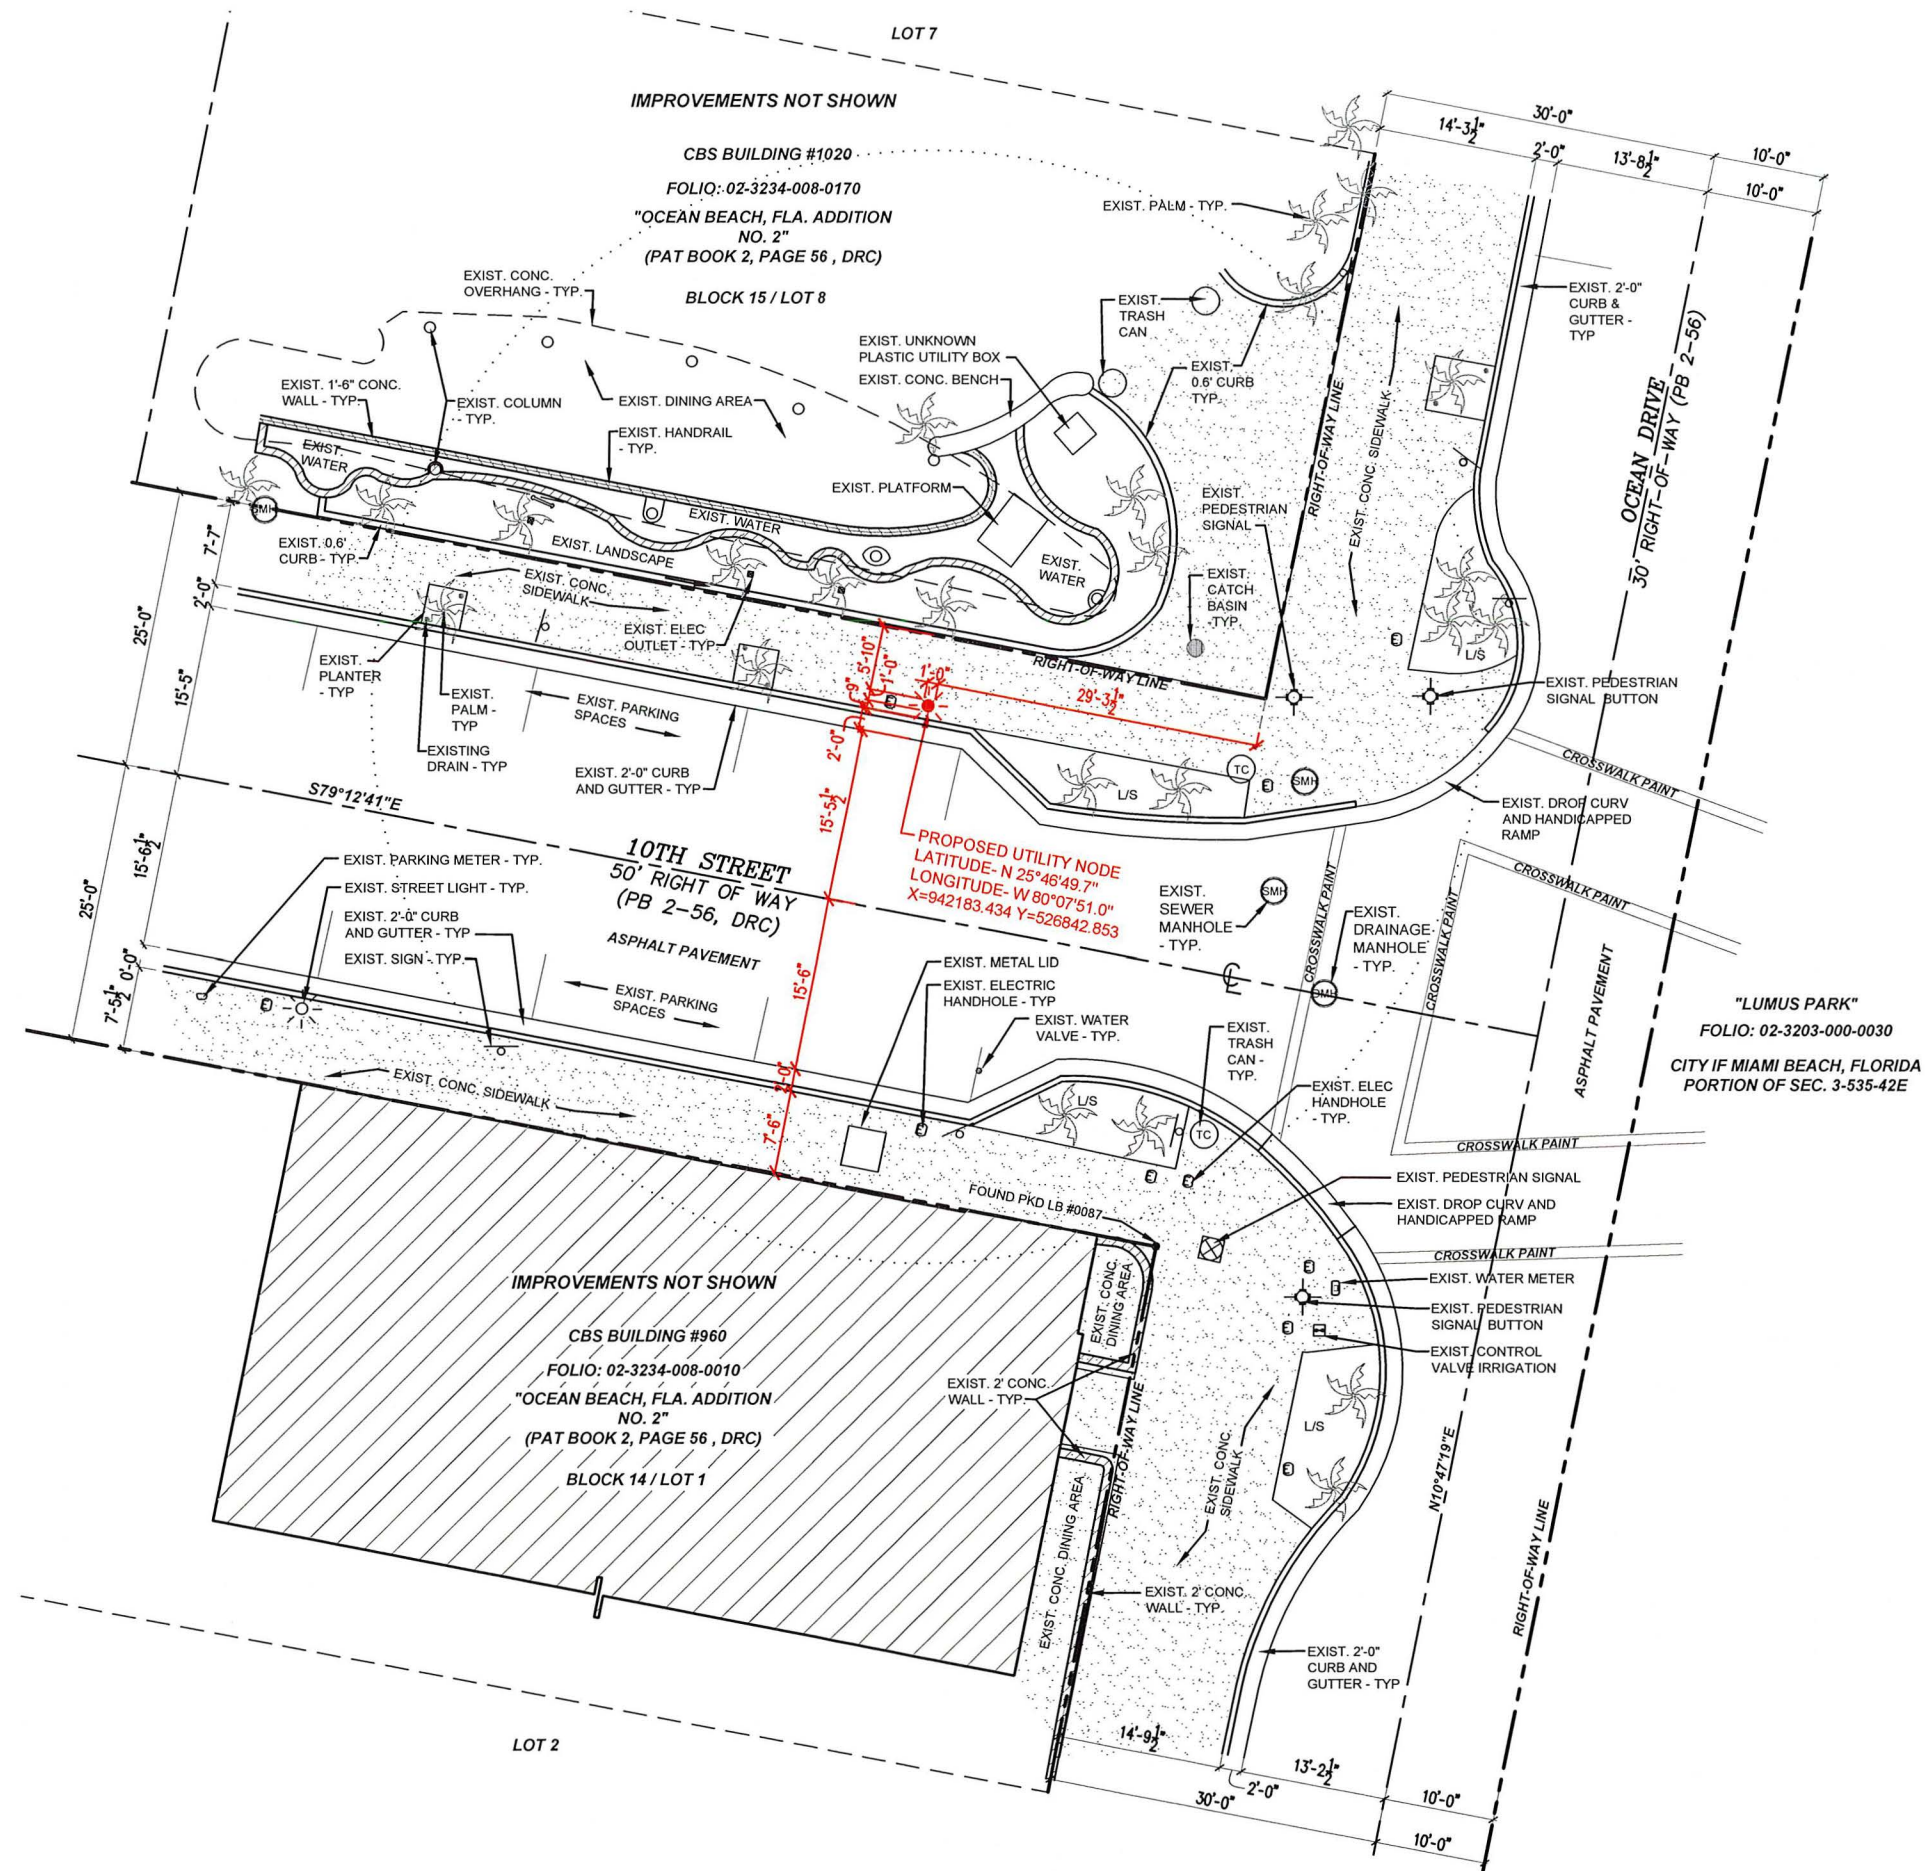 LOT 7
IMPROVEMENTS NOT SHOWN
CBS BUILDING #1020
FOLIO: 02-3234-008-0170
"OCEAN BEACH, FLA. ADDITION
NO. 2"
(PAT BOOK 2, PAGE 56 , DRC)
BLOCK 15 / LOT 8
30'-0"
14'-3½"
2'-0"
13'-8½"
10'-0"
10'-0"
EXIST. PALM - TYP.
EXIST. CONC.
OVERHANG - TYP.
EXIST.
TRASH
CAN
EXIST. 2'-0"
CURB &
GUTTER -
TYP
EXIST. UNKNOWN
PLASTIC UTILITY BOX
EXIST. CONC. BENCH
EXIST.
0.6' CURB
TYP.
EXIST. 1'-6" CONC.
WALL - TYP.
EXIST. COLUMN
- TYP.
EXIST. DINING AREA
EXIST. HANDRAIL
- TYP.
RIGHT-OF-WAY LINE
EXIST. CONC. SIDEWALK
OCEAN DRIVE
30' RIGHT-OF-WAY (PB 2-56)
EXIST.
WATER
EXIST. PLATFORM
EXIST.
PEDESTRIAN
SIGNAL
SMH
EXIST. WATER
EXIST. 0.6'
CURB - TYP.
EXIST. LANDSCAPE
EXIST.
WATER
7'-7"
2'-0"
25'-0"
15'-5"
EXIST. CONC.
SIDEWALK
EXIST.
CATCH
BASIN
-TYP.
EXIST. ELEC
OUTLET - TYP.
EXIST.
PLANTER
- TYP
EXIST.
PALM -
TYP
EXISTING
DRAIN - TYP
EXIST. PARKING
SPACES
EXIST. 2'-0" CURB
AND GUTTER - TYP
5'-10"
1'-0"
1'-0"
29'-3½"
2'-0"
15'-5½"
RIGHT-OF-WAY LINE
L/S
EXIST. PEDESTRIAN
SIGNAL BUTTON
TC
SMH
L/S
CROSSWALK PAINT
EXIST. DROP CURV
AND HANDICAPPED
RAMP
S79°12'41"E
10TH STREET
50' RIGHT OF WAY
(PB 2-56, DRC)
ASPHALT PAVEMENT
PROPOSED UTILITY NODE
LATITUDE- N 25°46'49.7"
LONGITUDE- W 80°07'51.0"
X=942183.434 Y=526842.853
EXIST.
SEWER
MANHOLE
- TYP.
SMH
CROSSWALK PAINT
CROSSWALK PAINT
CROSSWALK PAINT
EXIST.
DRAINAGE
MANHOLE
- TYP.
DMH
15'-6½"
25'-0"
0'-0"
7'-5½"
EXIST. PARKING METER - TYP.
EXIST. STREET LIGHT - TYP.
EXIST. 2'-0" CURB
AND GUTTER - TYP
EXIST. SIGN - TYP.
EXIST. PARKING
SPACES
15'-6"
2'-0"
7'-6"
EXIST. METAL LID
EXIST. ELECTRIC
HANDHOLE - TYP
EXIST. WATER
VALVE - TYP.
EXIST.
TRASH
CAN -
TYP.
EXIST. ELEC
HANDHOLE
- TYP.
ASPHALT PAVEMENT
"LUMUS PARK"
FOLIO: 02-3203-000-0030
CITY IF MIAMI BEACH, FLORIDA
PORTION OF SEC. 3-535-42E
EXIST. CONC. SIDEWALK
L/S
TC
CROSSWALK PAINT
EXIST. PEDESTRIAN SIGNAL
EXIST. DROP CURV AND
HANDICAPPED RAMP
CROSSWALK PAINT
FOUND PKD LB #0087
EXIST. WATER METER
EXIST. PEDESTRIAN
SIGNAL BUTTON
EXIST. CONTROL
VALVE IRRIGATION
IMPROVEMENTS NOT SHOWN
CBS BUILDING #960
FOLIO: 02-3234-008-0010
"OCEAN BEACH, FLA. ADDITION
NO. 2"
(PAT BOOK 2, PAGE 56 , DRC)
BLOCK 14 / LOT 1
EXIST. CONC.
DINING AREA
EXIST. 2' CONC.
WALL - TYP.
RIGHT-OF-WAY LINE
EXIST. CONC.
SIDEWALK
L/S
N10°47'19"E
RIGHT-OF-WAY LINE
EXIST. CONC. DINING AREA
EXIST. 2' CONC.
WALL - TYP.
EXIST. 2'-0"
CURB AND
GUTTER - TYP
LOT 2
14'-9½"
2'-0"
13'-2½"
30'-0"
10'-0"
10'-0"